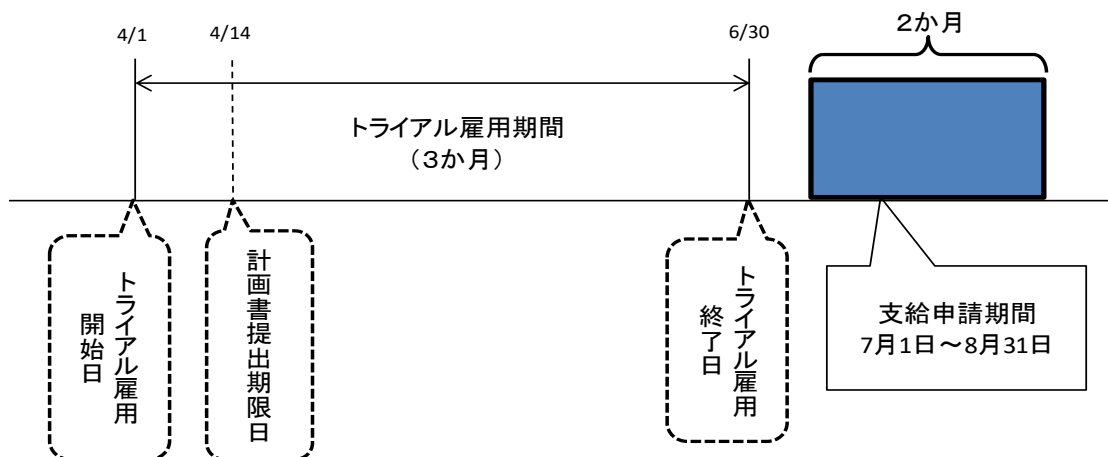 4/1
4/14
6/30
2か月
トライアル雇用期間
(3か月)
トライアル雇用
開始日
計画書提出期限日
トライアル雇用
終了日
支給申請期間
7月1日～8月31日